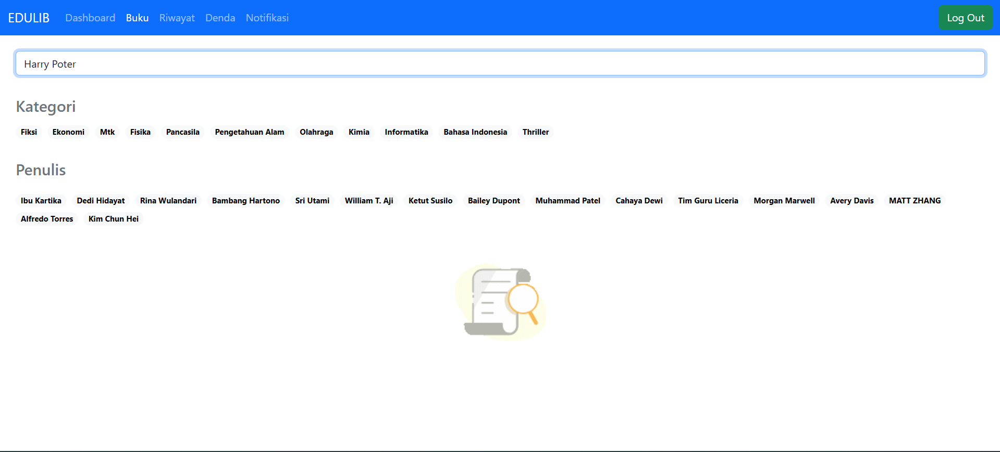 EDULIB Dashboard Buku Riwayat Denda Notifikasi Log Out
Harry Poter
Kategori
Fiksi Ekonomi Mtk Fisika Pancasila Pengetahuan Alam Olahraga Kimia Informatika Bahasa Indonesia Thriller
Penulis
Ibu Kartika Dedi Hidayat Rina Wulandari Bambang Hartono Sri Utami William T. Aji Ketut Susilo Bailey Dupont Muhammad Patel Cahaya Dewi Tim Guru Liceria Morgan Marwell Avery Davis MATT ZHANG
Alfredo Torres Kim Chun Hei